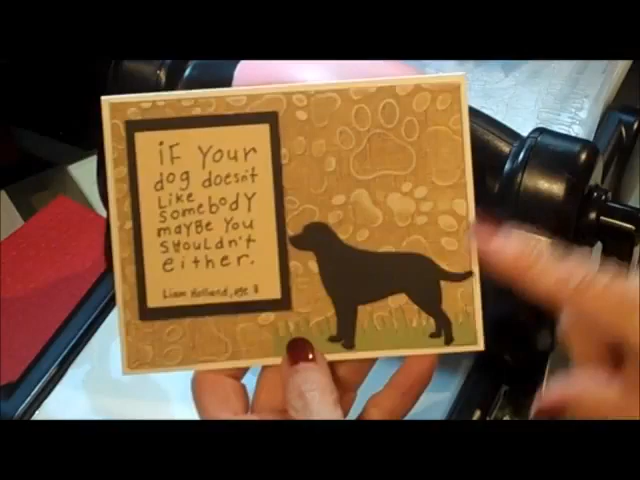 iF Your
dog doesn't
Like
somebody
maybe You
shouldn't
either.
Liam Holland, age 8